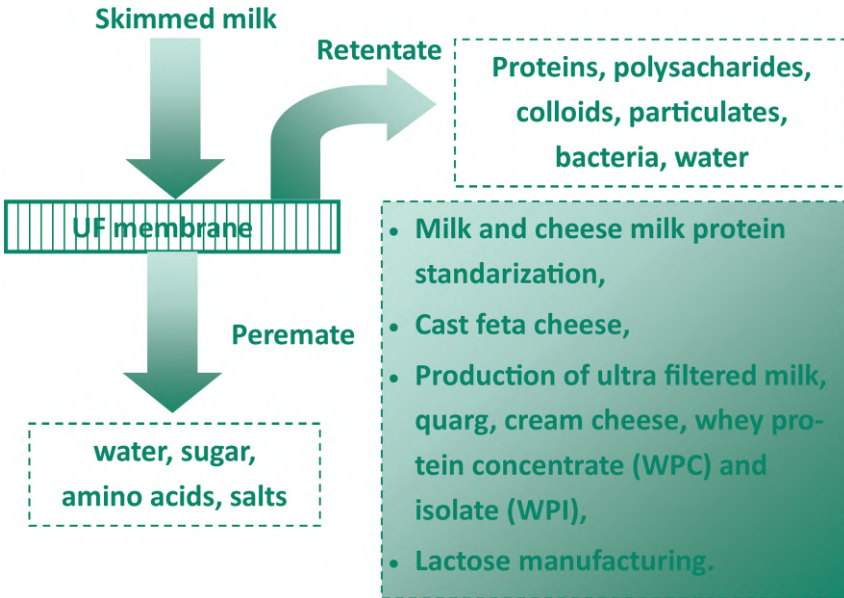 Skimmed milk
Retentate
Proteins, polysacharides,
colloids, particulates,
bacteria, water
UF membrane
• Milk and cheese milk protein
standarization,
• Cast feta cheese,
• Production of ultra filtered milk,
quarg, cream cheese, whey pro-
tein concentrate (WPC) and
isolate (WPI),
• Lactose manufacturing.
Peremate
water, sugar,
amino acids, salts